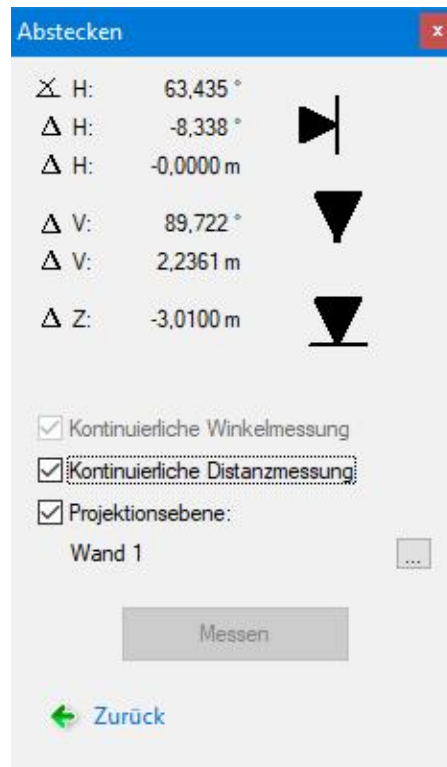 Abstecken
H: 63,435 °
Δ H: -8,338 °
Δ H: -0,0000 m
Δ V: 89,722 °
Δ V: 2,2361 m
Δ Z: -3,0100 m
Kontinuierliche Winkelmessung
Kontinuierliche Distanzmessung
Projektionsebene:
Wand 1
...
Messen
Zurück